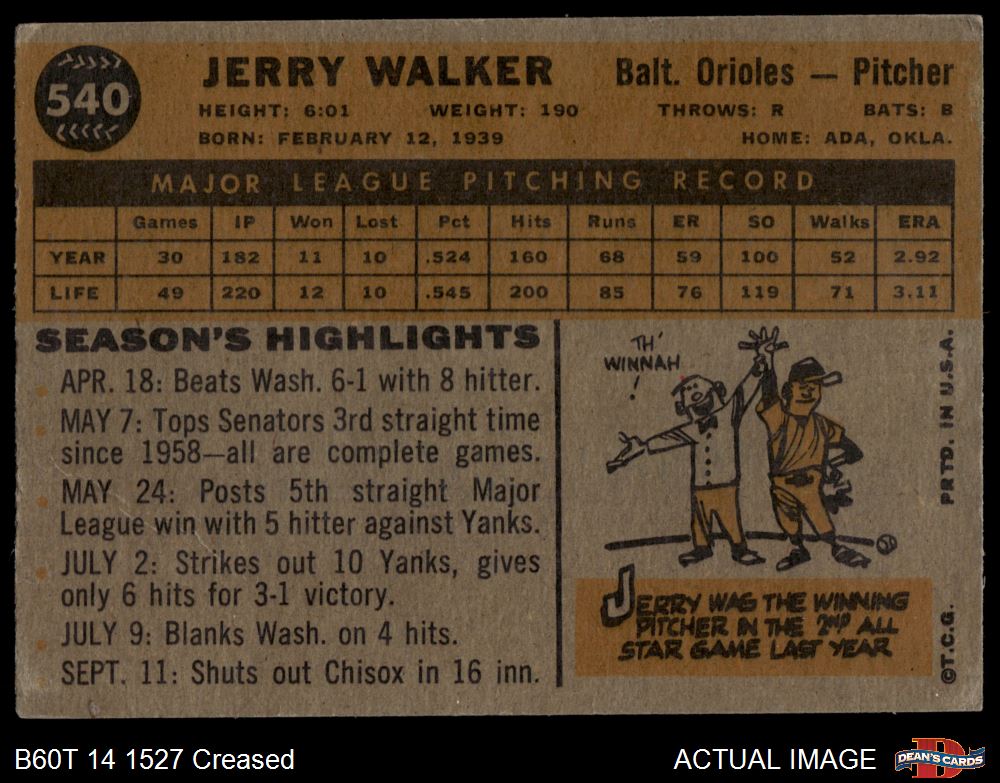 540
JERRY WALKER
Balt. Orioles — Pitcher
HEIGHT: 6:01 WEIGHT: 190 THROWS: R BATS: B
BORN: FEBRUARY 12, 1939 HOME: ADA, OKLA.
MAJOR LEAGUE PITCHING RECORD
Games IP Won Lost Pct Hits Runs ER SO Walks ERA
YEAR 30 182 11 10 .524 160 68 59 100 52 2.92
LIFE 49 220 12 10 .545 200 85 76 119 71 3.11
SEASON'S HIGHLIGHTS
APR. 18: Beats Wash. 6-1 with 8 hitter.
MAY 7: Tops Senators 3rd straight time
since 1958—all are complete games.
MAY 24: Posts 5th straight Major
League win with 5 hitter against Yanks.
JULY 2: Strikes out 10 Yanks, gives
only 6 hits for 3-1 victory.
JULY 9: Blanks Wash. on 4 hits.
SEPT. 11: Shuts out Chisox in 16 inn.
TH'
WINNAH
!
JERRY WAS THE WINNING
PITCHER IN THE 2ND ALL
STAR GAME LAST YEAR
©T.C.G. PRTD. IN U.S.A.
B60T 14 1527 Creased
ACTUAL IMAGE
D
DEAN'S CARDS